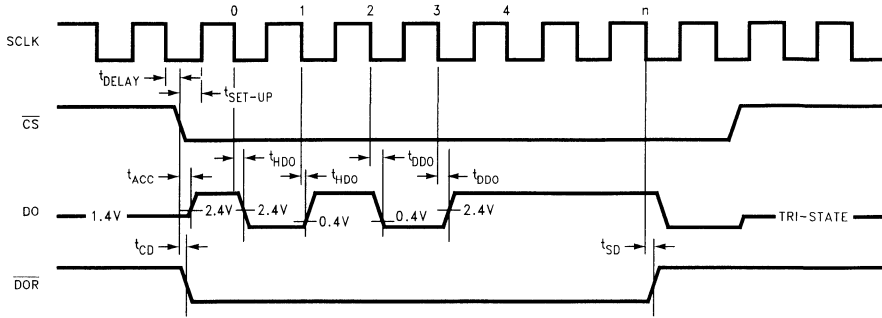 0 1 2 3 4 n
SCLK
tDELAY
tSET-UP
CS
tHDO tHDO tDDO tDDO
tACC
DO 1.4V 2.4V 2.4V 0.4V 0.4V 2.4V TRI-STATE
tCD tSD
DOR